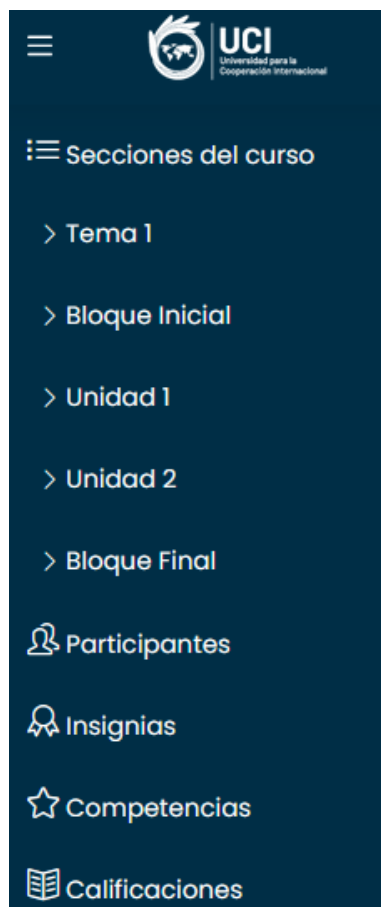 UCI
Universidad para la
Cooperación Internacional
Secciones del curso
Tema 1
Bloque Inicial
Unidad 1
Unidad 2
Bloque Final
Participantes
Insignias
Competencias
Calificaciones